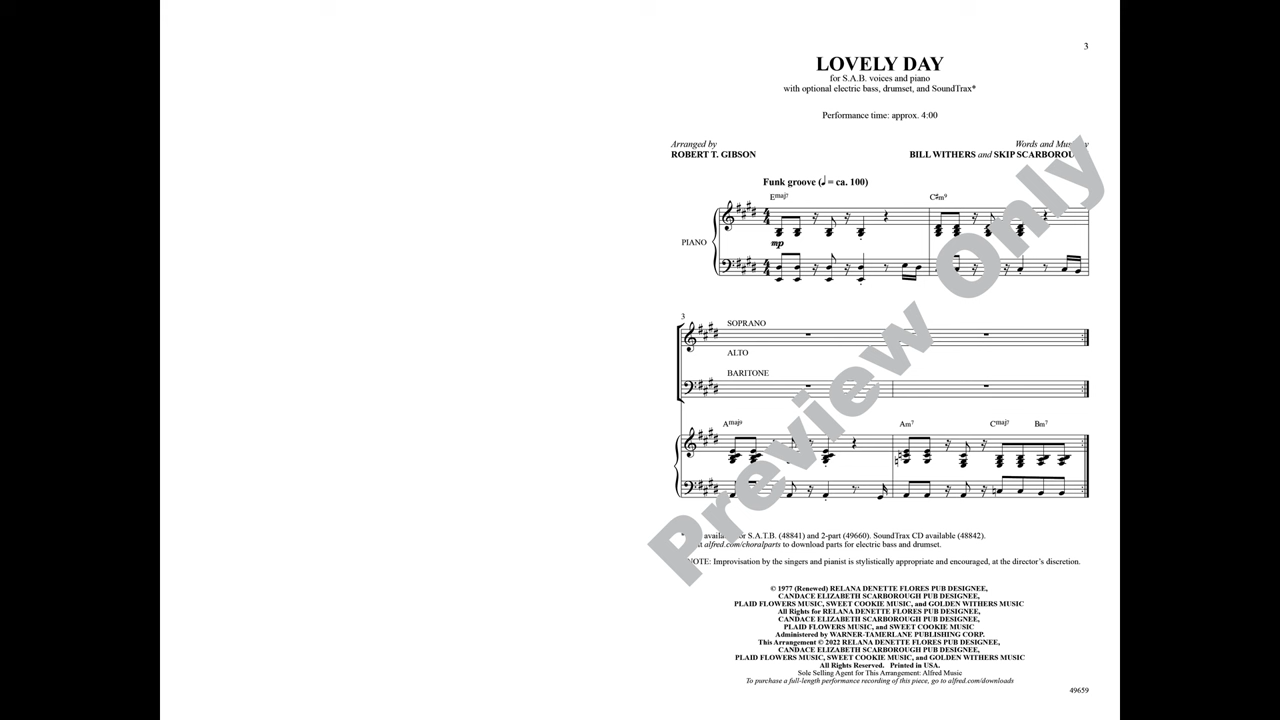 3
LOVELY DAY
for S.A.B. voices and piano
with optional electric bass, drumset, and SoundTrax*
Performance time: approx. 4:00
Arranged by
ROBERT T. GIBSON
Words and Music by
BILL WITHERS and SKIP SCARBOROU
Funk groove (♩ = ca. 100)
Emaj7 C♯m9
PIANO
mp
3
SOPRANO
ALTO
BARITONE
Amaj9 Am7 Cmaj7 Bm7
Preview Only
availa for S.A.T.B. (48841) and 2-part (49660). SoundTrax CD available (48842).
alfred.com/choralparts to download parts for electric bass and drumset.
NOTE: Improvisation by the singers and pianist is stylistically appropriate and encouraged, at the director's discretion.
© 1977 (Renewed) RELANA DENETTE FLORES PUB DESIGNEE,
CANDACE ELIZABETH SCARBOROUGH PUB DESIGNEE,
PLAID FLOWERS MUSIC, SWEET COOKIE MUSIC, and GOLDEN WITHERS MUSIC
All Rights for RELANA DENETTE FLORES PUB DESIGNEE,
CANDACE ELIZABETH SCARBOROUGH PUB DESIGNEE,
PLAID FLOWERS MUSIC, and SWEET COOKIE MUSIC
Administered by WARNER-TAMERLANE PUBLISHING CORP.
This Arrangement © 2022 RELANA DENETTE FLORES PUB DESIGNEE,
CANDACE ELIZABETH SCARBOROUGH PUB DESIGNEE,
PLAID FLOWERS MUSIC, SWEET COOKIE MUSIC, and GOLDEN WITHERS MUSIC
All Rights Reserved. Printed in USA.
Sole Selling Agent for This Arrangement: Alfred Music
To purchase a full-length performance recording of this piece, go to alfred.com/downloads
49659